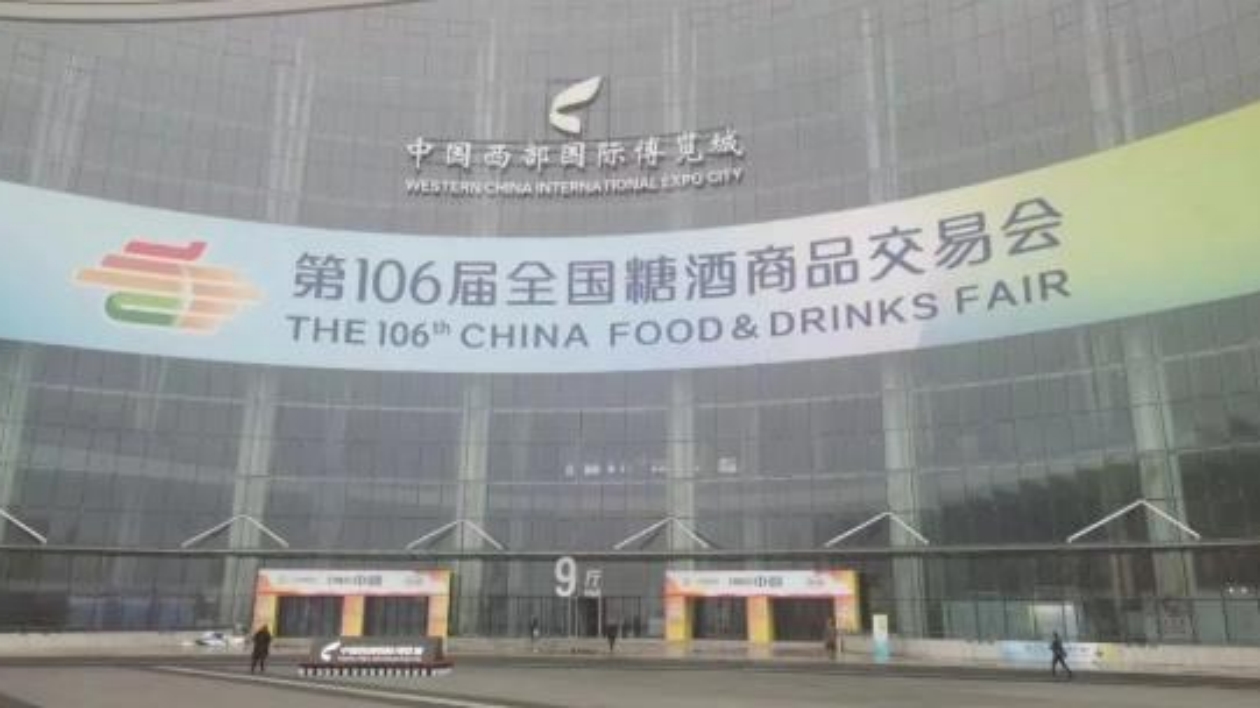 中国西部国际博览城
WESTERN CHINA INTERNATIONAL EXPO CITY
第106届全国糖酒商品交易会
THE 106th CHINA FOOD & DRINKS FAIR
9厅